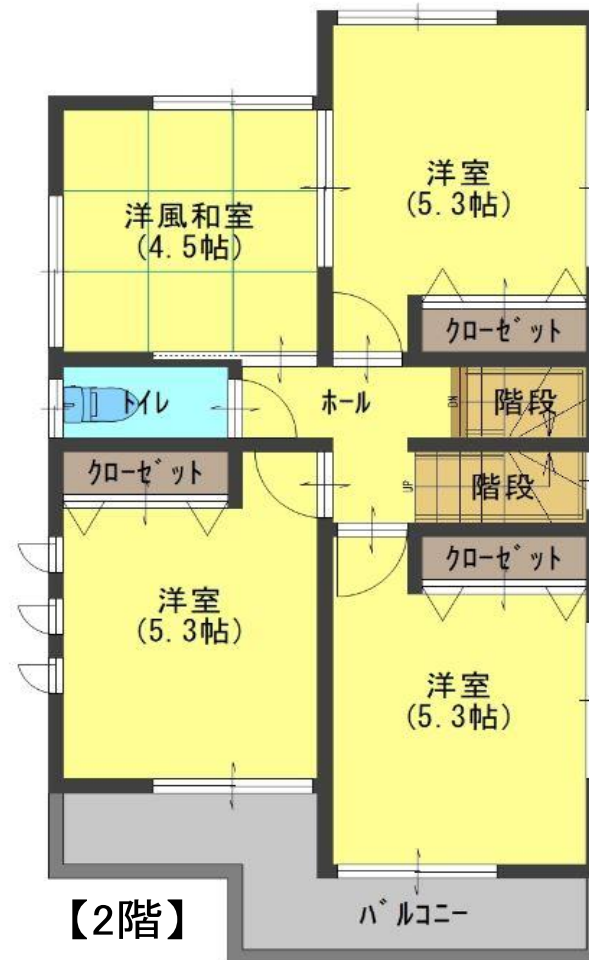 洋室
(5.3帖)
洋風和室
(4.5帖)
クローゼット
トイレ
ホール
DN
階段
クローゼット
UP
階段
クローゼット
洋室
(5.3帖)
洋室
(5.3帖)
バルコニー
【2階】